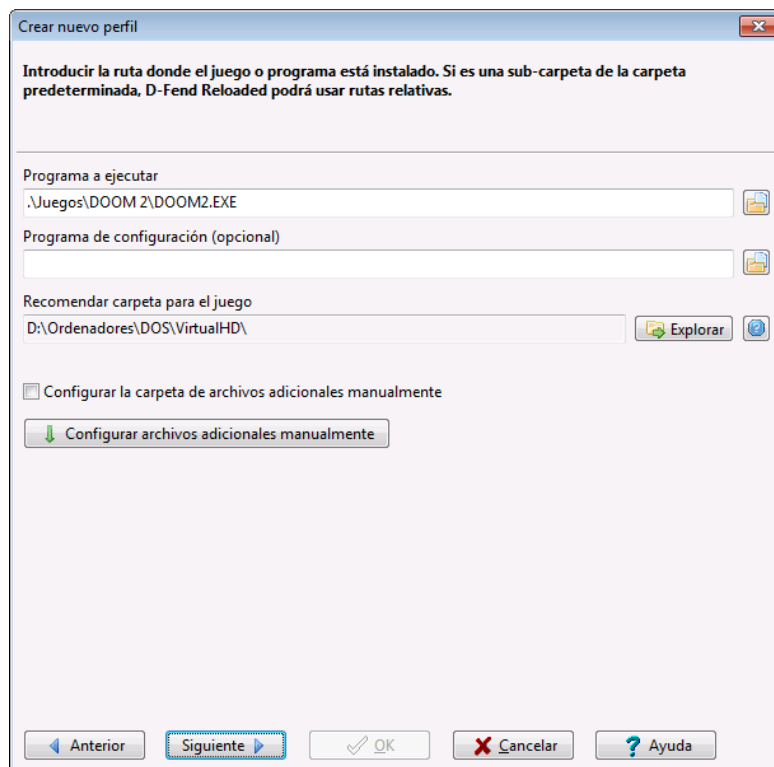 Crear nuevo perfil
Introducir la ruta donde el juego o programa está instalado. Si es una sub-carpeta de la carpeta
predeterminada, D-Fend Reloaded podrá usar rutas relativas.
Programa a ejecutar
.\Juegos\DOOM 2\DOOM2.EXE
Programa de configuración (opcional)
Recomendar carpeta para el juego
D:\Ordenadores\DOS\VirtualHD\
Explorar
Configurar la carpeta de archivos adicionales manualmente
Configurar archivos adicionales manualmente
Anterior
Siguiente
OK
Cancelar
Ayuda